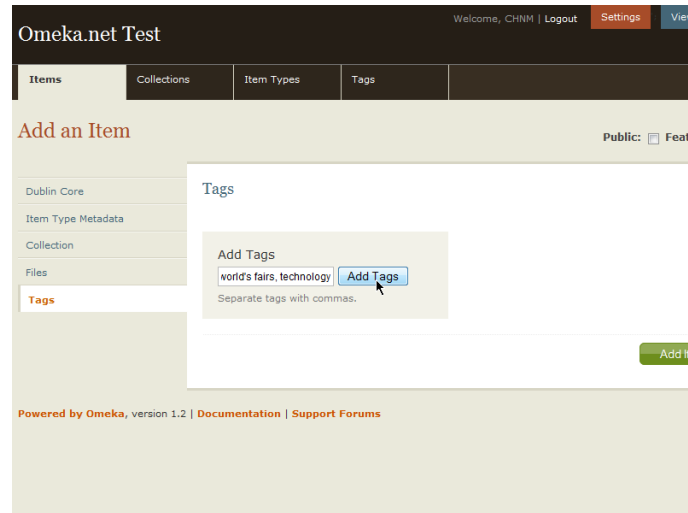 Omeka.net Test
Welcome, CHNM | Logout
Settings
Items
Collections
Item Types
Tags
Add an Item
Public:
Dublin Core
Item Type Metadata
Collection
Files
Tags
Tags
Add Tags
world's fairs, technology
Add Tags
Separate tags with commas.
Add
Powered by Omeka, version 1.2 | Documentation | Support Forums